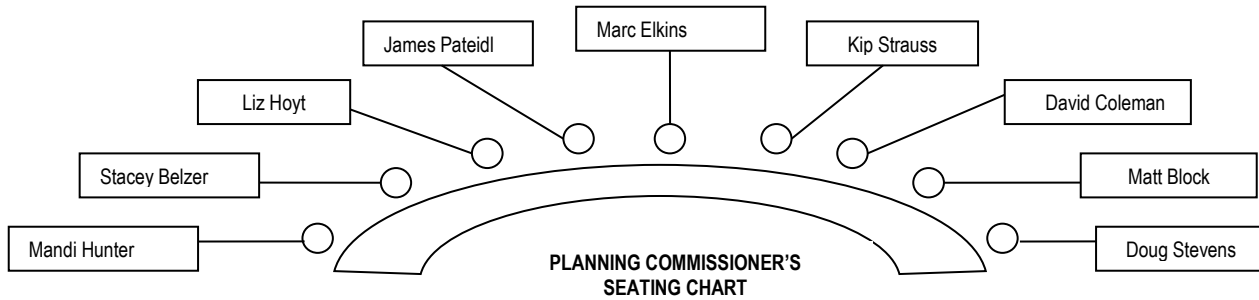 Marc Elkins
James Pateidl
Kip Strauss
Liz Hoyt
David Coleman
Stacey Belzer
Matt Block
Mandi Hunter
Doug Stevens
PLANNING COMMISSIONER'S
SEATING CHART